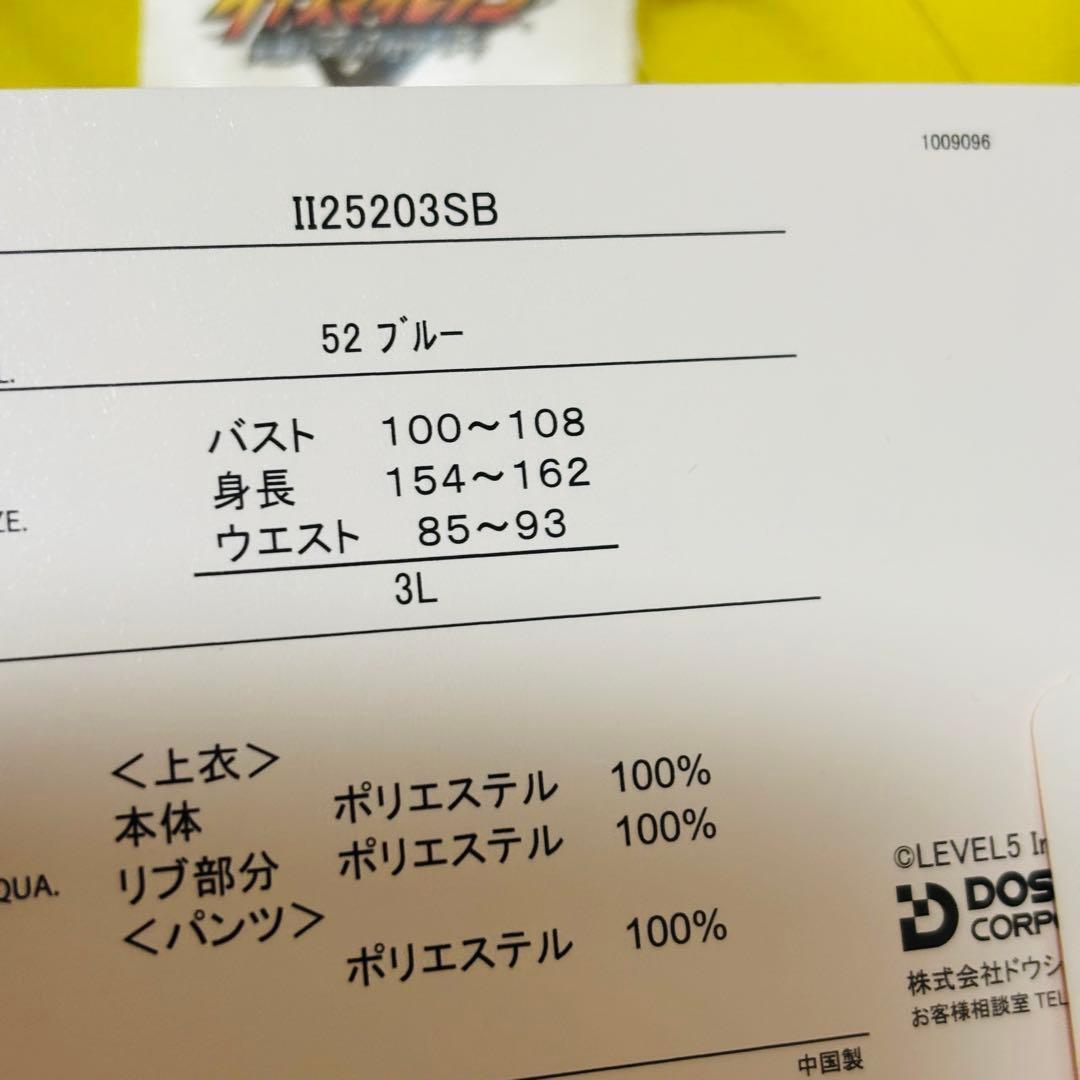 1009096
II25203SB
52 ブルー
L.
バスト 100～108
身長 154～162
ZE.
ウエスト 85～93
3L
＜上衣＞
本体 ポリエステル 100%
リブ部分 ポリエステル 100%
QUA.
＜パンツ＞
ポリエステル 100%
©LEVEL5 In
DOS
CORP
株式会社ドウシ
お客様相談室 TEL
中国製